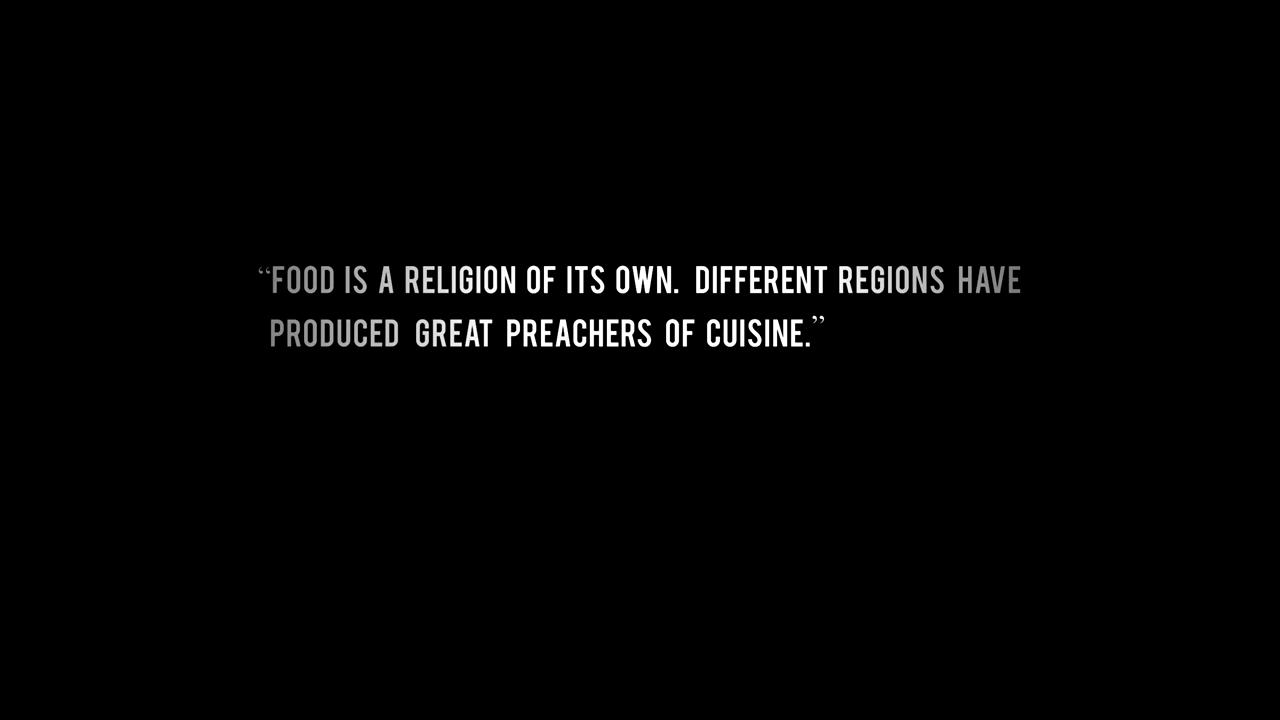 “FOOD IS A RELIGION OF ITS OWN. DIFFERENT REGIONS HAVE
PRODUCED GREAT PREACHERS OF CUISINE.”